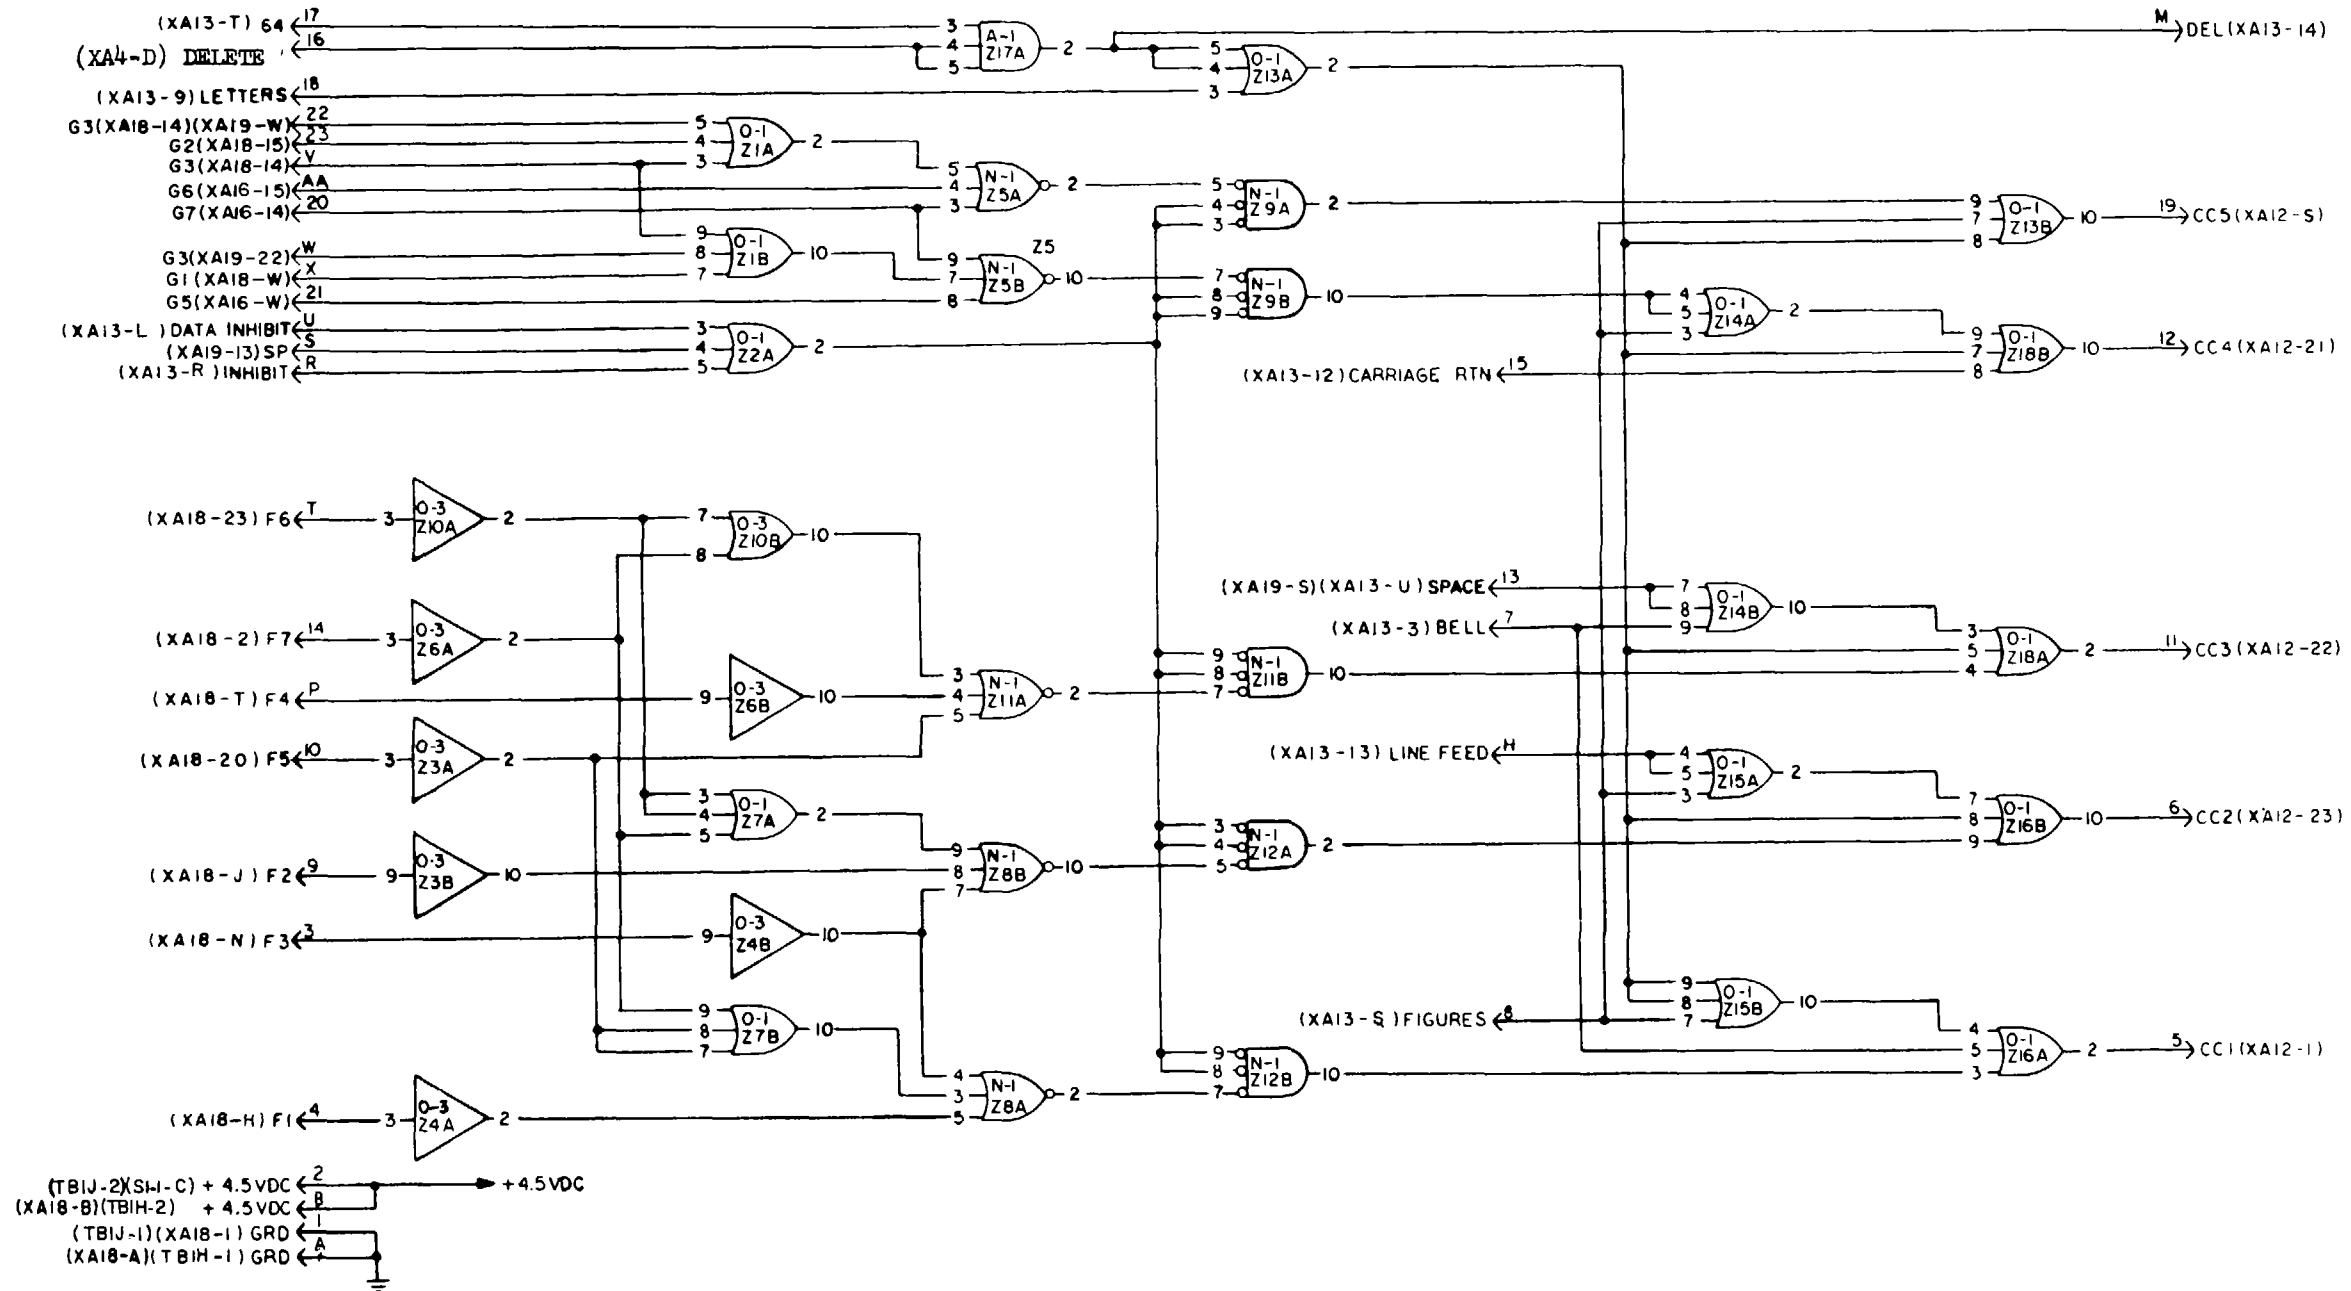 (XA13-T) 64 17
(XA4-D) DELETE 16
3 4 5 A-1 Z17A 2
5 4 3 O-1 Z13A 2
M DEL(XA13-14)
(XA13-9) LETTERS 18
G3(XA18-14)(XA19-W) 22
G2(XA18-15) 23
G3(XA18-14) V
G6(XA16-15) AA
G7(XA16-14) 20
5 4 3 O-1 Z1A 2
5 4 3 N-1 Z5A 2
5 4 3 N-1 Z9A 2
9 7 8 O-1 Z13B 10
19 CC5(XA12-S)
G3(XA19-22) W
G1(XA18-W) X
G5(XA16-W) 21
9 8 7 O-1 Z1B 10
Z5
9 7 8 N-1 Z5B 10
7 8 9 N-1 Z9B 10
4 5 3 O-1 Z14A 2
9 7 8 O-1 Z18B 10
12 CC4(XA12-21)
(XA13-L ) DATA INHIBIT U
(XA19-13) SP S
(XA13-R ) INHIBIT R
3 4 5 O-1 Z2A 2
(XA13-12) CARRIAGE RTN 15
(XA18-23) F6 T
3 O-3 Z10A 2
7 8 O-3 Z10B 10
(XA18-2) F7 14
3 O-3 Z6A 2
(XA19-S)(XA13-U) SPACE 13
(XA13-3) BELL 7
7 8 9 O-1 Z14B 10
3 5 4 O-1 Z18A 2
11 CC3(XA12-22)
(XA18-T) F4 P
9 O-3 Z6B 10
3 4 5 N-1 Z11A 2
9 8 7 N-1 Z11B 10
(XA18-20) F5 10
3 O-3 Z3A 2
(XA13-13) LINE FEED H
4 5 3 O-1 Z15A 2
3 4 5 O-1 Z7A 2
7 8 9 O-1 Z16B 10
6 CC2(XA12-23)
(XA18-J) F2 9
9 O-3 Z3B 10
9 8 7 N-1 Z8B 10
3 4 5 N-1 Z12A 2
(XA18-N) F3 3
9 O-3 Z4B 10
9 8 7 O-1 Z7B 10
(XA13-S ) FIGURES 8
9 8 7 O-1 Z15B 10
4 5 3 O-1 Z16A 2
5 CC1(XA12-1)
9 8 7 N-1 Z12B 10
4 3 5 N-1 Z8A 2
(XA18-H) F1 4
3 O-3 Z4A 2
(TB1J-2)(S1-1-C) + 4.5 VDC 2
+4.5VDC
(XA18-B)(TB1H-2) + 4.5 VDC B
(TB1J-1)(XA18-1) GRD 1
(XA18-A)(TB1H-1) GRD A